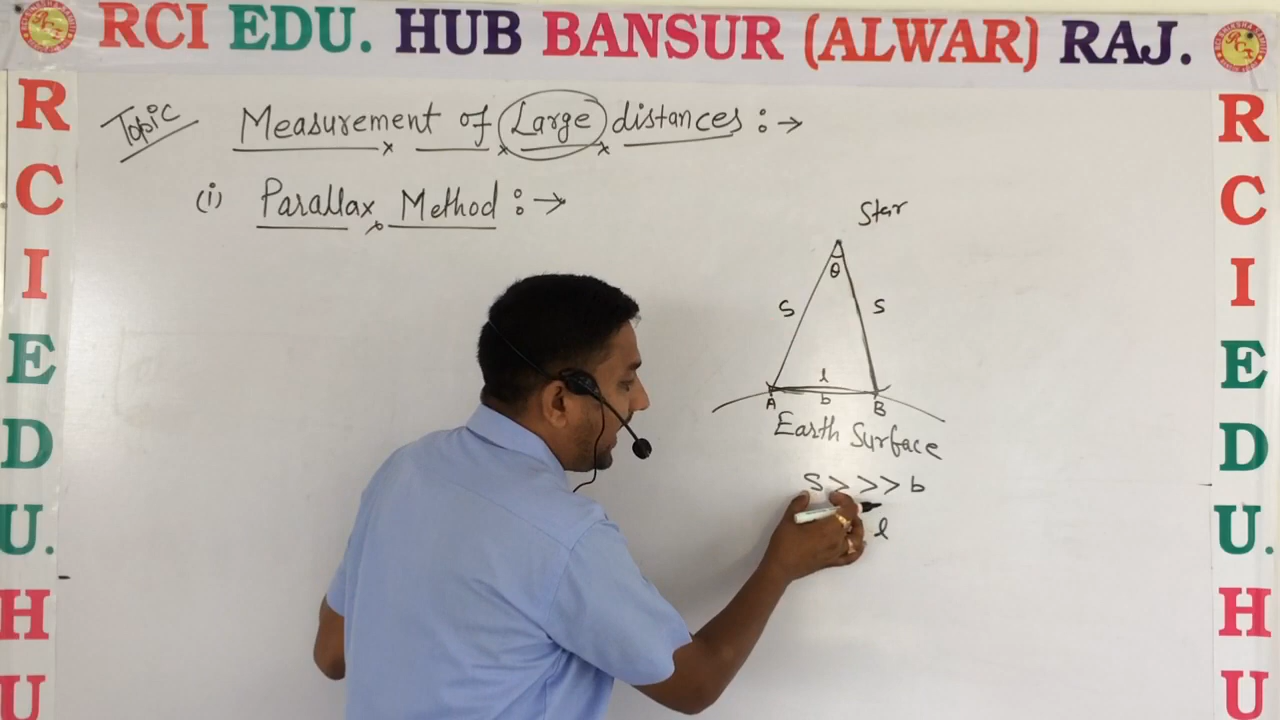 RCI EDU. HUB BANSUR (ALWAR) RAJ.
R
C
I
E
D
U.
H
U
Topic Measurement of Large distances :→
(i) Parallax Method :→
Star
θ
S S
l
A b B
Earth Surface
S >>> b
l
R
C
I
E
D
U.
H
U